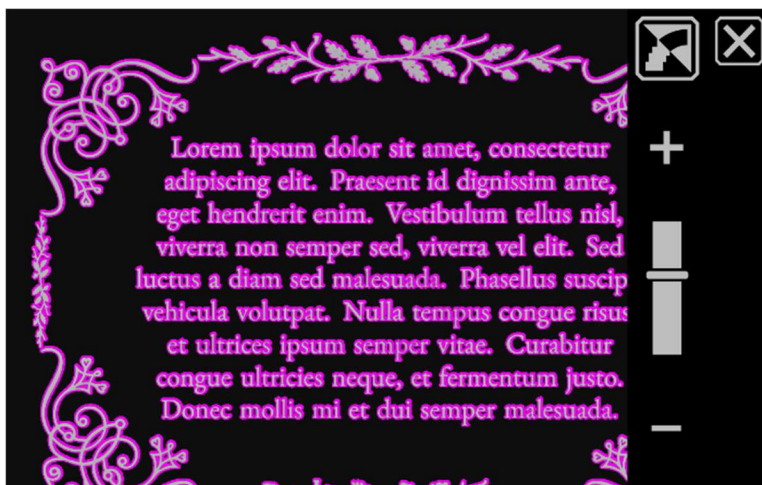 Lorem ipsum dolor sit amet, consectetur
adipiscing elit. Praesent id dignissim ante,
eget hendrerit enim. Vestibulum tellus nisl,
viverra non semper sed, viverra vel elit. Sed
luctus a diam sed malesuada. Phasellus suscip
vehicula volutpat. Nulla tempus congue risus
et ultrices ipsum semper vitae. Curabitur
congue ultricies neque, et fermentum justo.
Donec mollis mi et dui semper malesuada.